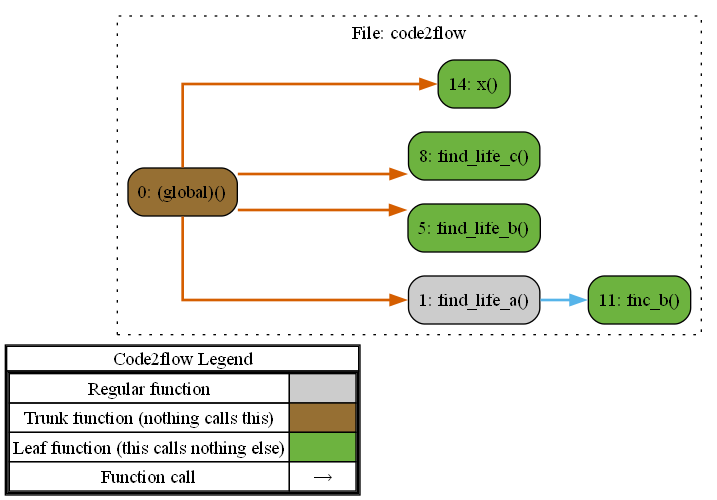 File: code2flow
14: x()
8: find_life_c()
0: (global)()
5: find_life_b()
1: find_life_a()
11: fnc_b()
Code2flow Legend
Regular function
Trunk function (nothing calls this)
Leaf function (this calls nothing else)
Function call →